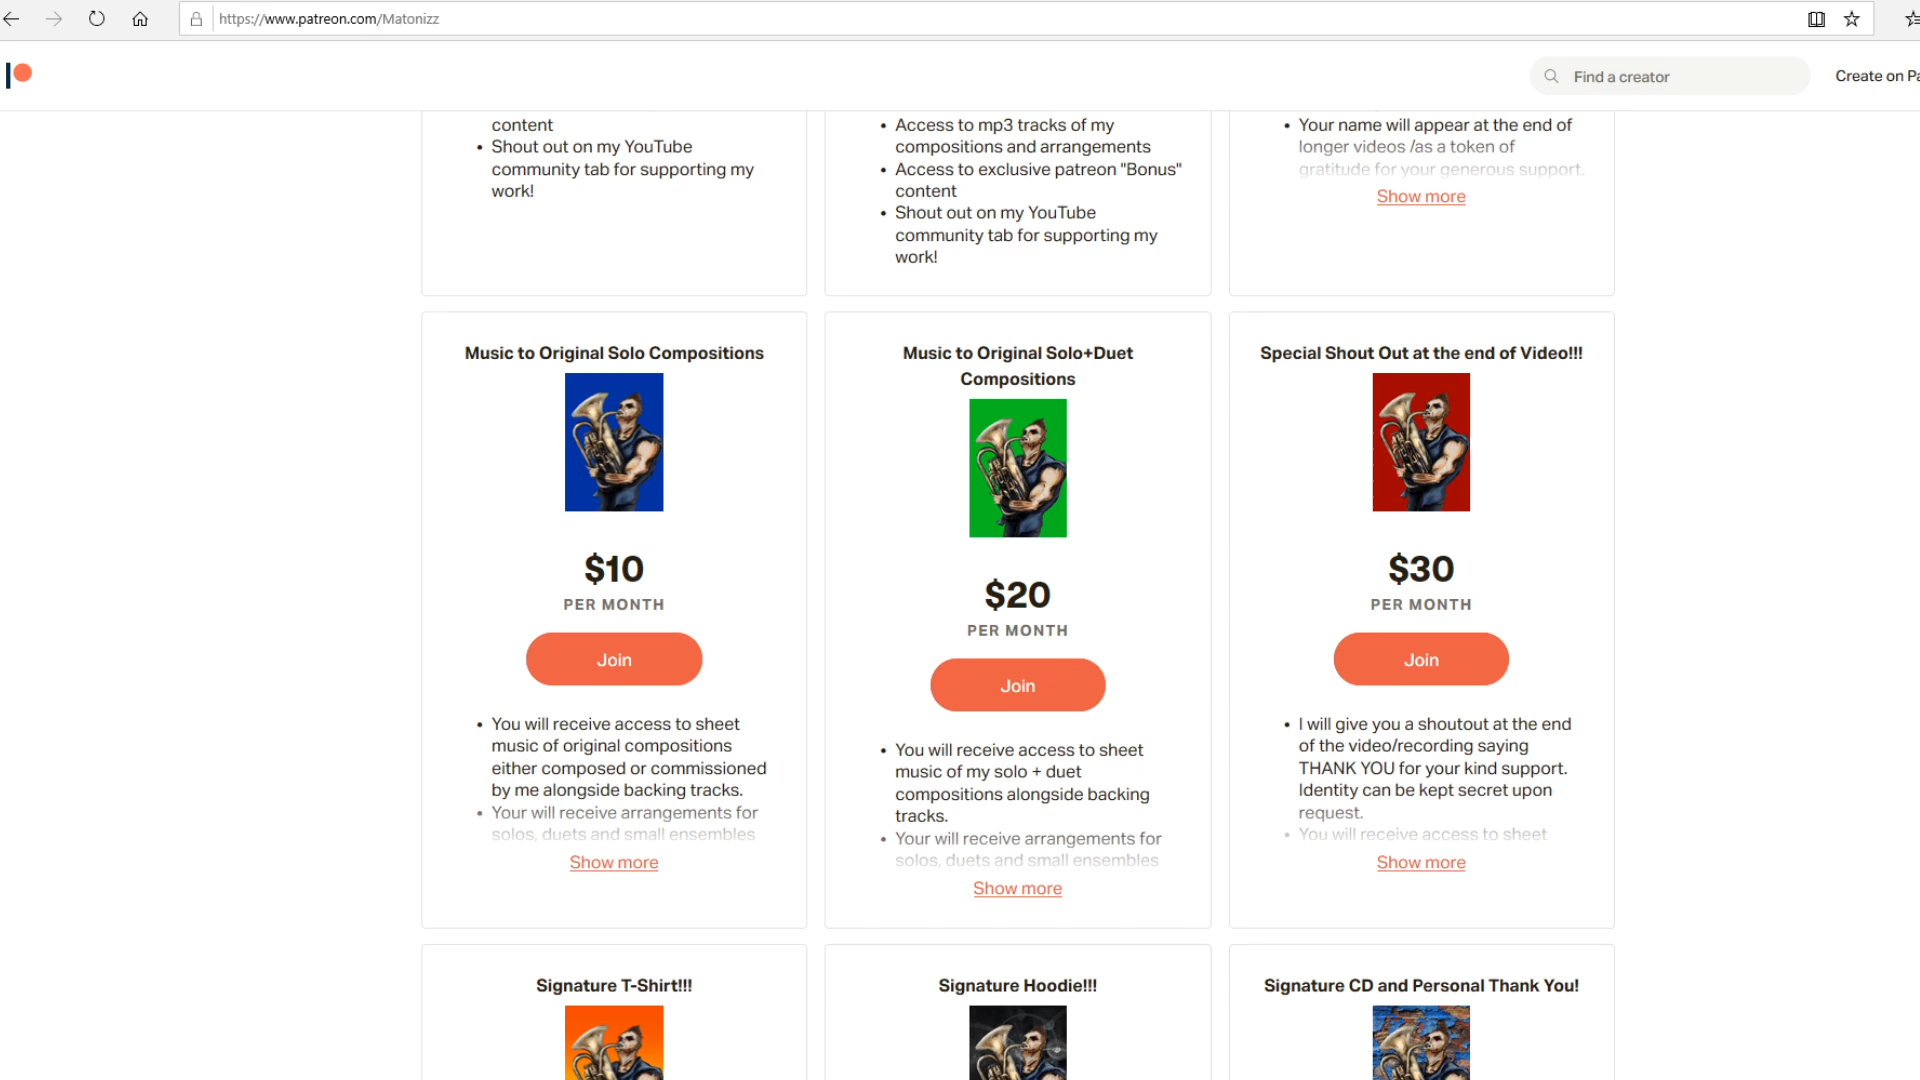 https://www.patreon.com/Matonizz
Find a creator
Create on Pa
content
Shout out on my YouTube
community tab for supporting my
work!
Access to mp3 tracks of my
compositions and arrangements
Access to exclusive patreon "Bonus"
content
Shout out on my YouTube
community tab for supporting my
work!
Your name will appear at the end of
longer videos /as a token of
gratitude for your generous support.
Show more
Music to Original Solo Compositions
$10
PER MONTH
Join
You will receive access to sheet
music of original compositions
either composed or commissioned
by me alongside backing tracks.
Your will receive arrangements for
solos, duets and small ensembles
Show more
Music to Original Solo+Duet
Compositions
$20
PER MONTH
Join
You will receive access to sheet
music of my solo + duet
compositions alongside backing
tracks.
Your will receive arrangements for
solos, duets and small ensembles
Show more
Special Shout Out at the end of Video!!!
$30
PER MONTH
Join
I will give you a shoutout at the end
of the video/recording saying
THANK YOU for your kind support.
Identity can be kept secret upon
request.
You will receive access to sheet
Show more
Signature T-Shirt!!!
Signature Hoodie!!!
Signature CD and Personal Thank You!